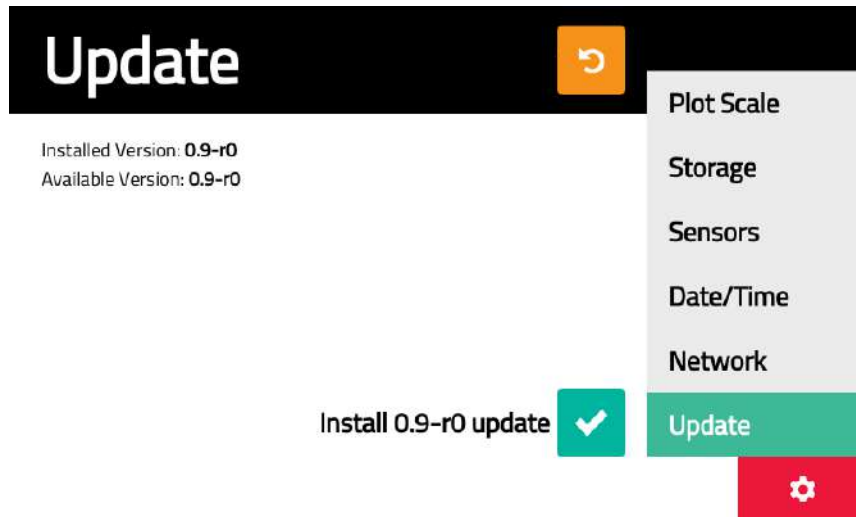 Update
Installed Version: 0.9-r0
Available Version: 0.9-r0
Install 0.9-r0 update
Plot Scale
Storage
Sensors
Date/Time
Network
Update